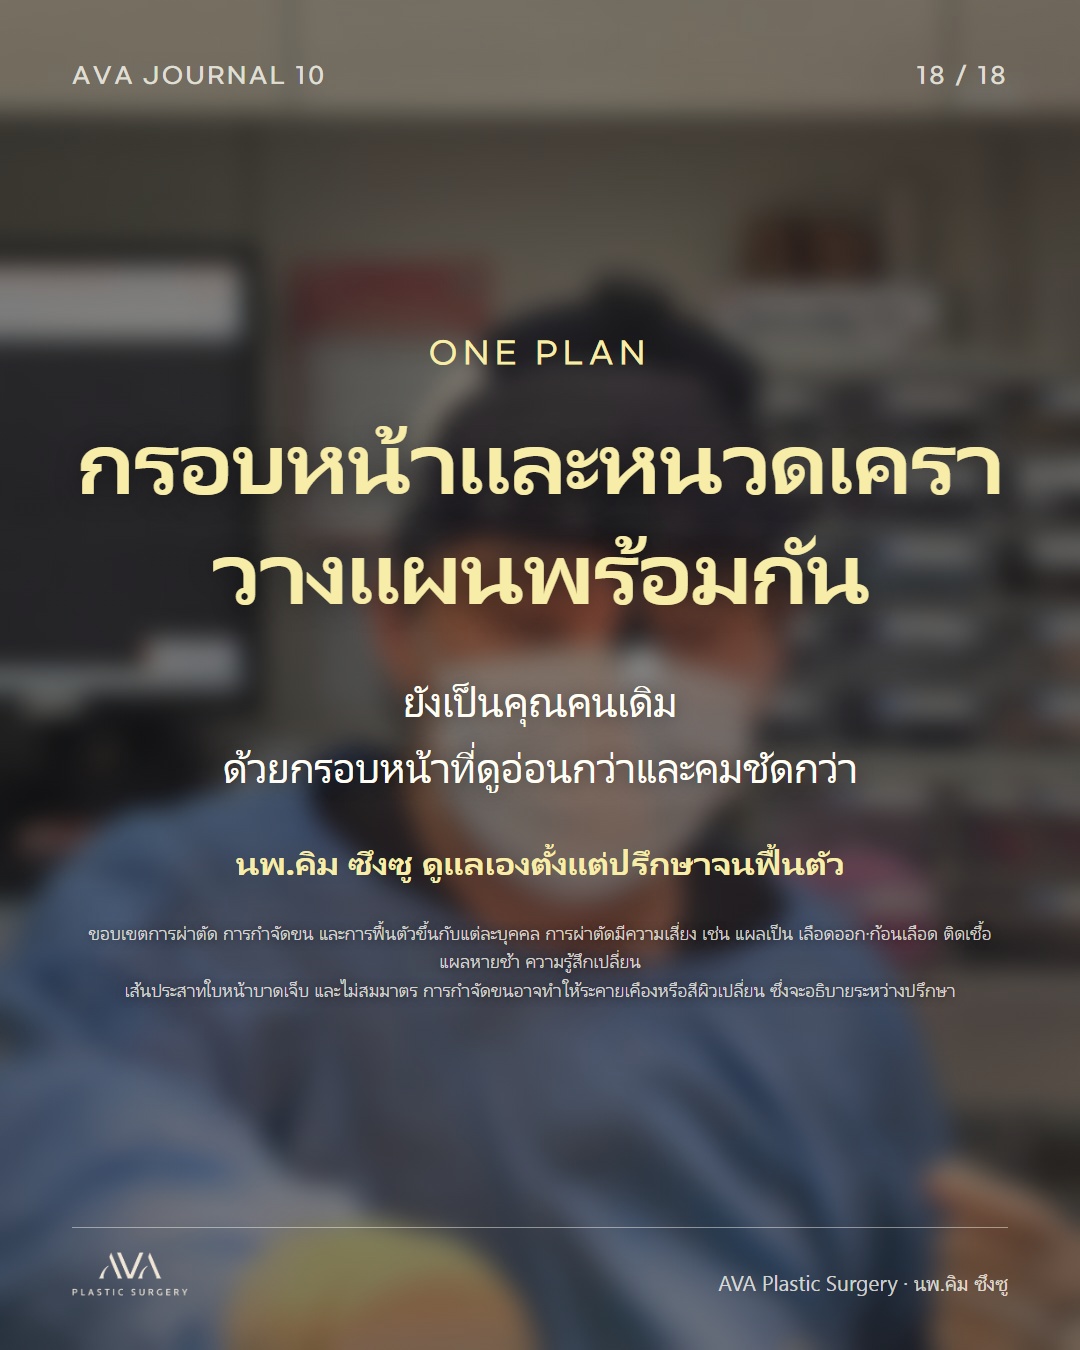 AVA JOURNAL 10
18 / 18
ONE PLAN
กรอบหน้าและหนวดเครา
วางแผนพร้อมกัน
ยังเป็นคุณคนเดิม
ด้วยกรอบหน้าที่ดูอ่อนกว่าและคมชัดกว่า
นพ.คิม ซึงซู ดูแลเองตั้งแต่ปรึกษาจนฟื้นตัว
ขอบเขตการผ่าตัด การกำจัดขน และการฟื้นตัวขึ้นกับแต่ละบุคคล การผ่าตัดมีความเสี่ยง เช่น แผลเป็น เลือดออก·ก้อนเลือด ติดเชื้อ
แผลหายช้า ความรู้สึกเปลี่ยน
เส้นประสาทใบหน้าบาดเจ็บ และไม่สมมาตร การกำจัดขนอาจทำให้ระคายเคืองหรือสีผิวเปลี่ยน ซึ่งจะอธิบายระหว่างปรึกษา
AVA
PLASTIC SURGERY
AVA Plastic Surgery · นพ.คิม ซึงซู